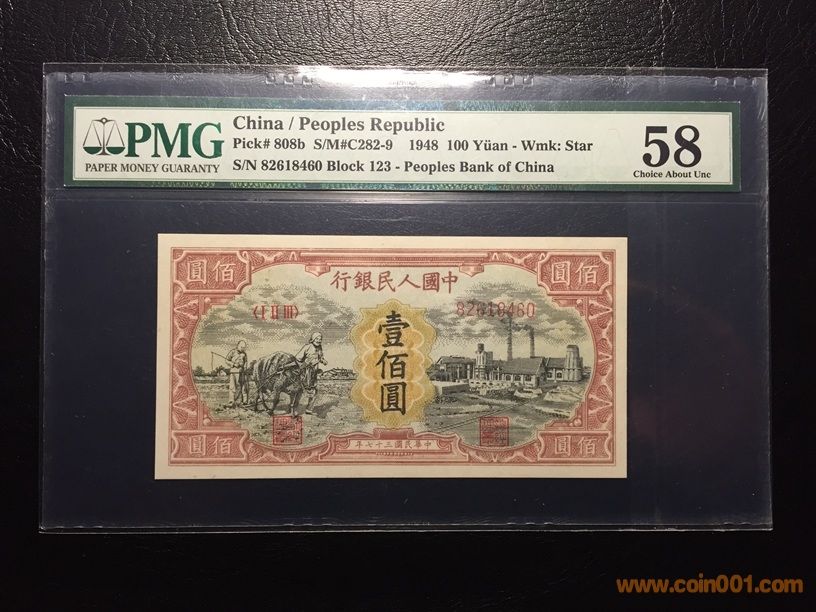 PMG
PAPER MONEY GUARANTY
China / Peoples Republic
Pick# 808b S/M#C282-9 1948 100 Yüan - Wmk: Star
S/N 82618460 Block 123 - Peoples Bank of China
58
Choice About Unc
圓佰
圓佰
行銀民人國中
〈I II III〉
82618460
壹佰圓
年七十三國民華中
圓佰
圓佰
www.coin001.com